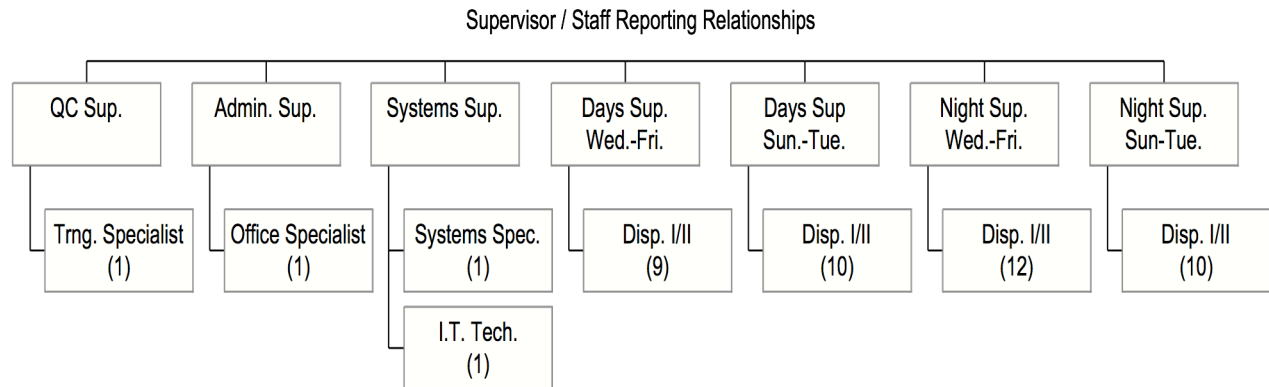 Supervisor / Staff Reporting Relationships
QC Sup.
Admin. Sup.
Systems Sup.
Days Sup.
Wed.-Fri.
Days Sup
Sun.-Tue.
Night Sup.
Wed.-Fri.
Night Sup.
Sun-Tue.
Trng. Specialist
(1)
Office Specialist
(1)
Systems Spec.
(1)
Disp. I/II
(9)
Disp. I/II
(10)
Disp. I/II
(12)
Disp. I/II
(10)
I.T. Tech.
(1)